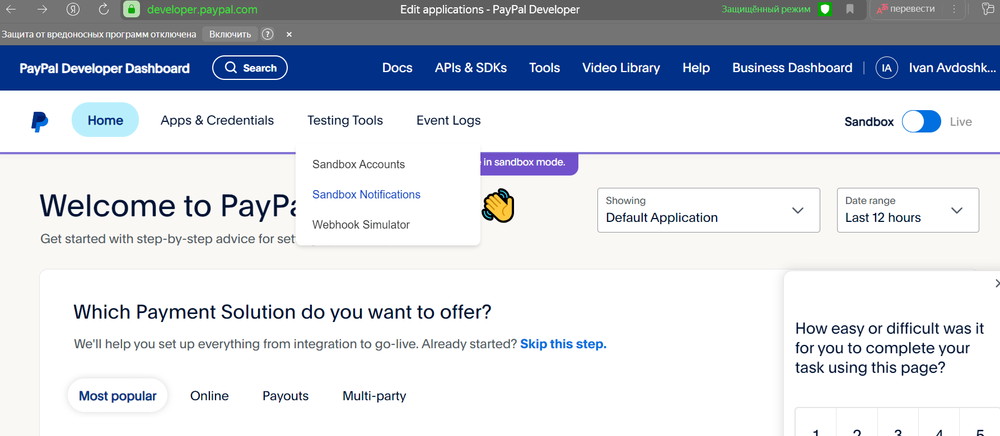 Я
developer.paypal.com
Edit applications - PayPal Developer
Защищённый режим
перевести
Защита от вредоносных программ отключена
Включить
?
PayPal Developer Dashboard
Search
Docs
APIs & SDKs
Tools
Video Library
Help
Business Dashboard
IA
Ivan Avdoshk...
Home
Apps & Credentials
Testing Tools
Event Logs
Sandbox
Live
Sandbox Accounts
Sandbox Notifications
Webhook Simulator
in sandbox mode.
Welcome to PayPa
Get started with step-by-step advice for set
Showing
Default Application
Date range
Last 12 hours
Which Payment Solution do you want to offer?
We'll help you set up everything from integration to go-live. Already started? Skip this step.
Most popular
Online
Payouts
Multi-party
How easy or difficult was it
for you to complete your
task using this page?
1 2 3 4 5